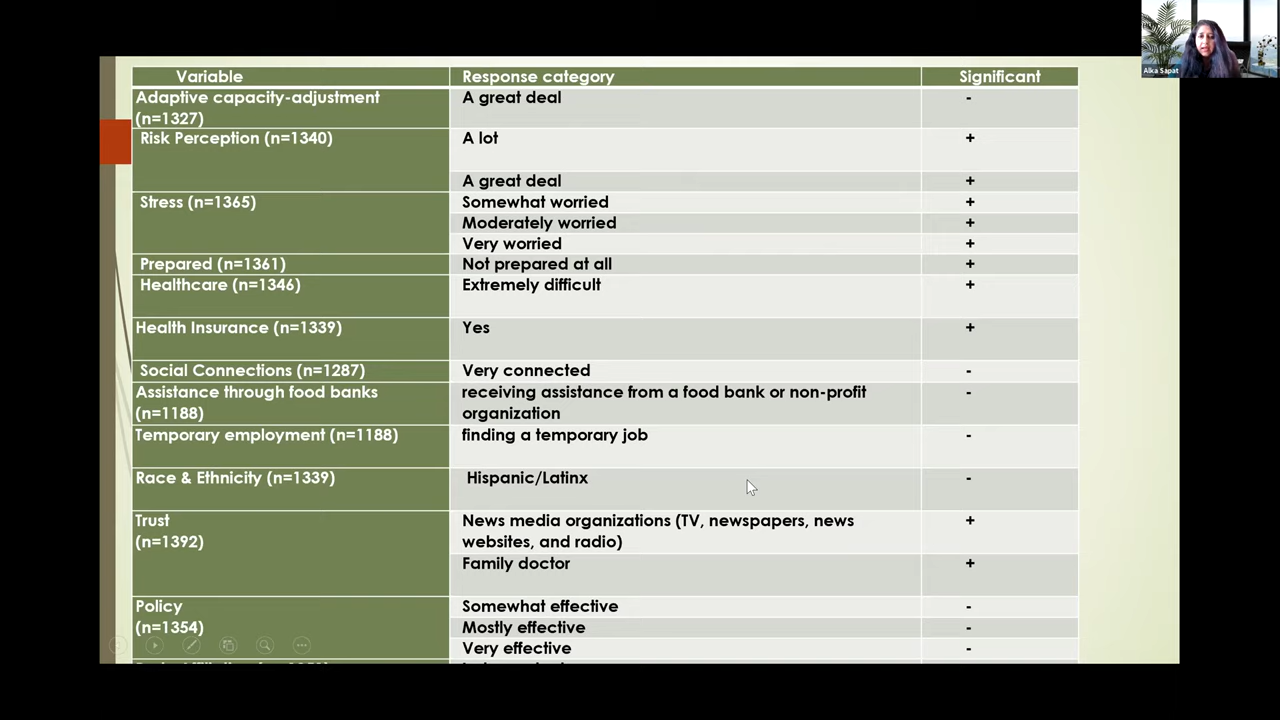 Alka Sapat
Variable Response category Significant
Adaptive capacity-adjustment A great deal -
(n=1327)
Risk Perception (n=1340) A lot +
A great deal +
Stress (n=1365) Somewhat worried +
Moderately worried +
Very worried +
Prepared (n=1361) Not prepared at all +
Healthcare (n=1346) Extremely difficult +
Health Insurance (n=1339) Yes +
Social Connections (n=1287) Very connected -
Assistance through food banks receiving assistance from a food bank or non-profit -
(n=1188) organization
Temporary employment (n=1188) finding a temporary job -
Race & Ethnicity (n=1339) Hispanic/Latinx -
Trust News media organizations (TV, newspapers, news +
(n=1392) websites, and radio)
Family doctor +
Policy Somewhat effective -
(n=1354) Mostly effective -
Very effective -